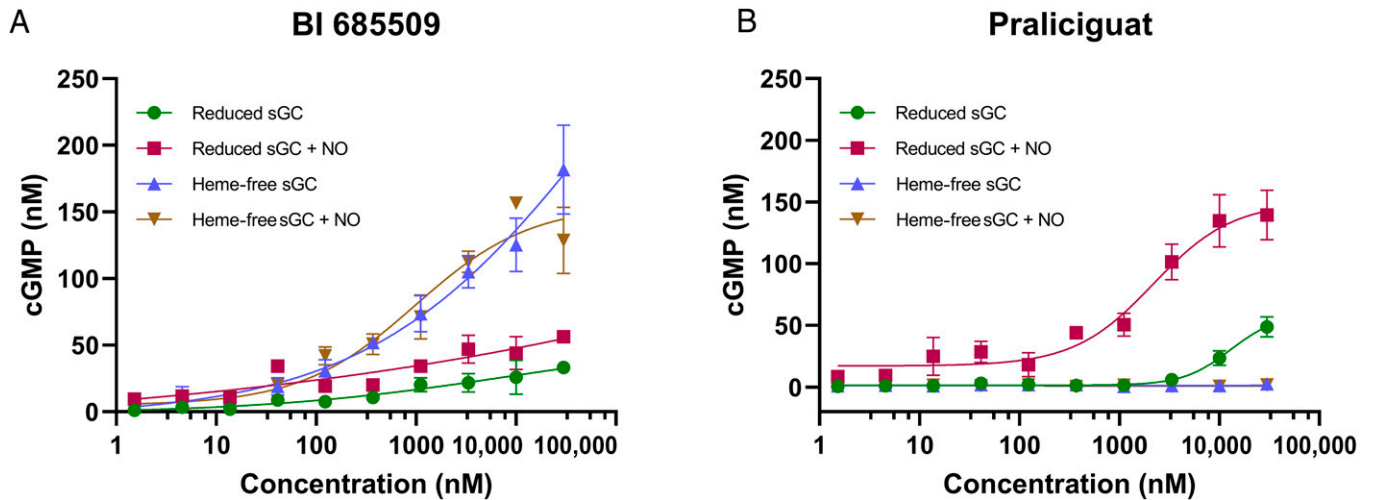 A
BI 685509
250
200
150
100
50
0
cGMP (nM)
Reduced sGC
Reduced sGC + NO
Heme-free sGC
Heme-free sGC + NO
1
10
100
1000
10,000
100,000
Concentration (nM)
B
Praliciguat
250
200
150
100
50
0
cGMP (nM)
Reduced sGC
Reduced sGC + NO
Heme-free sGC
Heme-free sGC + NO
1
10
100
1000
10,000
100,000
Concentration (nM)